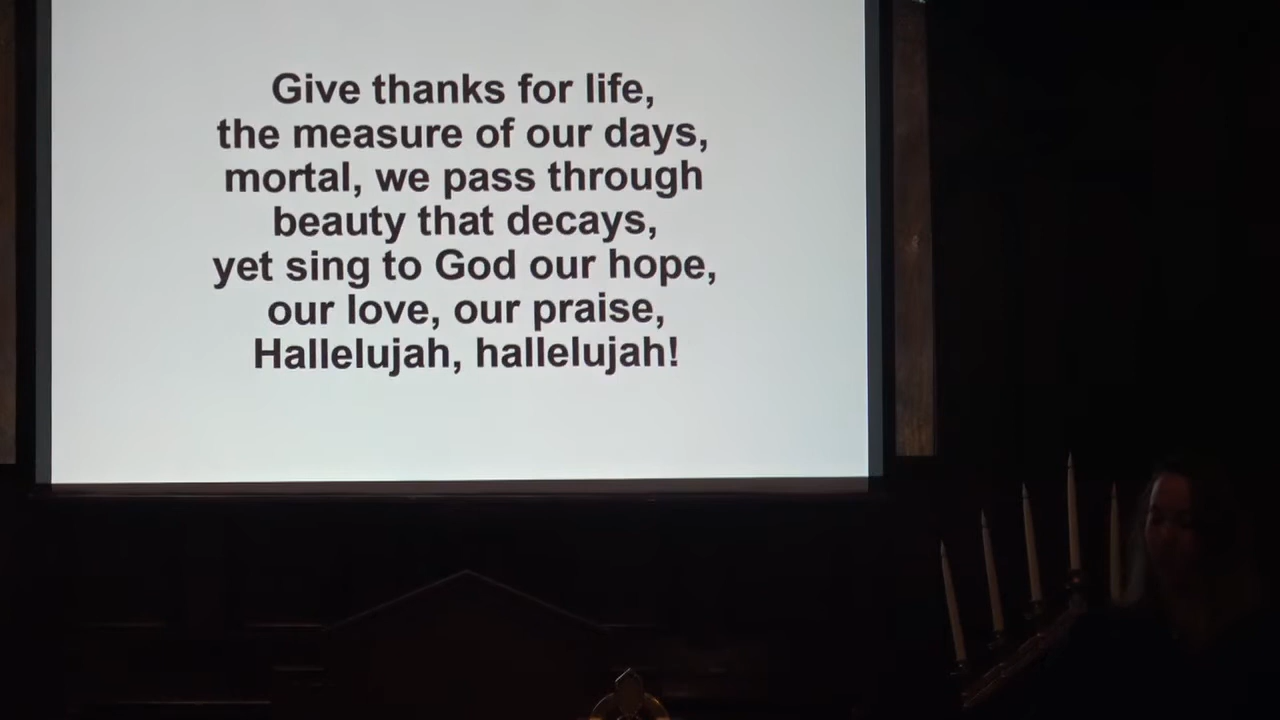 Give thanks for life,
the measure of our days,
mortal, we pass through
beauty that decays,
yet sing to God our hope,
our love, our praise,
Hallelujah, hallelujah!